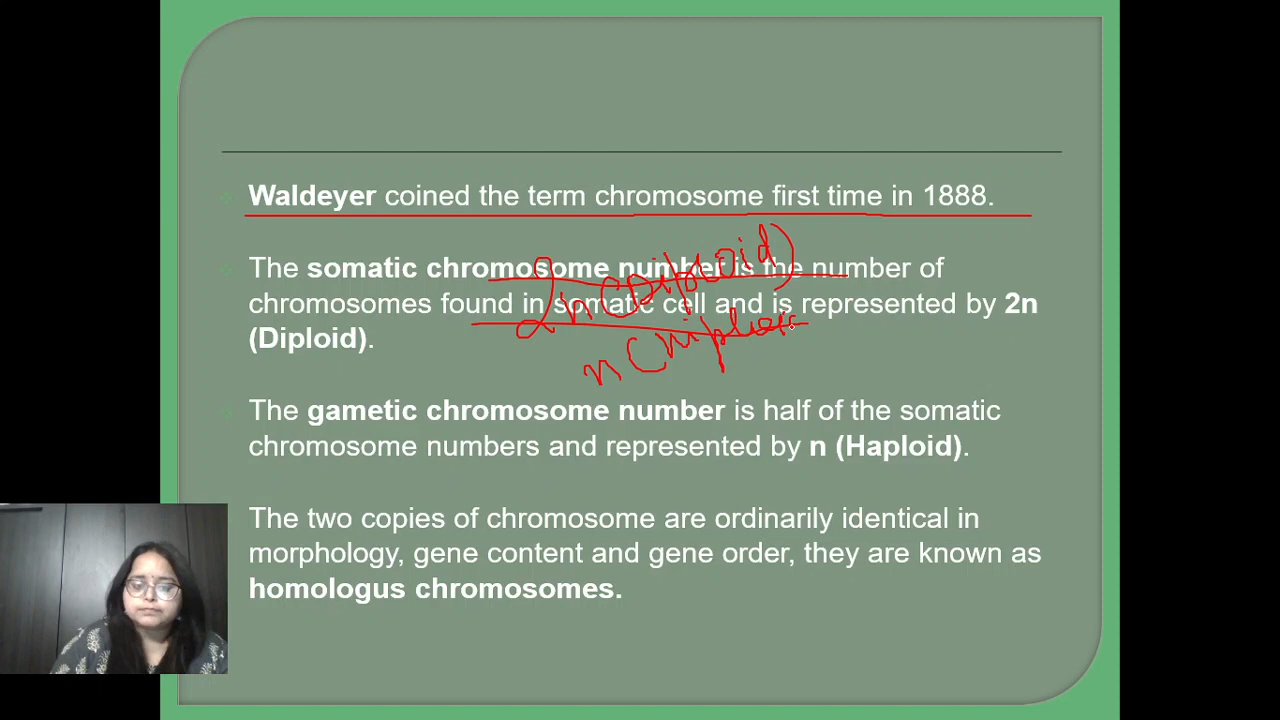 Waldeyer coined the term chromosome first time in 1888.
The somatic chromosome number is the number of
chromosomes found in somatic cell and is represented by 2n
(Diploid).
2n (Diploid)
n (
The gametic chromosome number is half of the somatic
chromosome numbers and represented by n (Haploid).
The two copies of chromosome are ordinarily identical in
morphology, gene content and gene order, they are known as
homologus chromosomes.